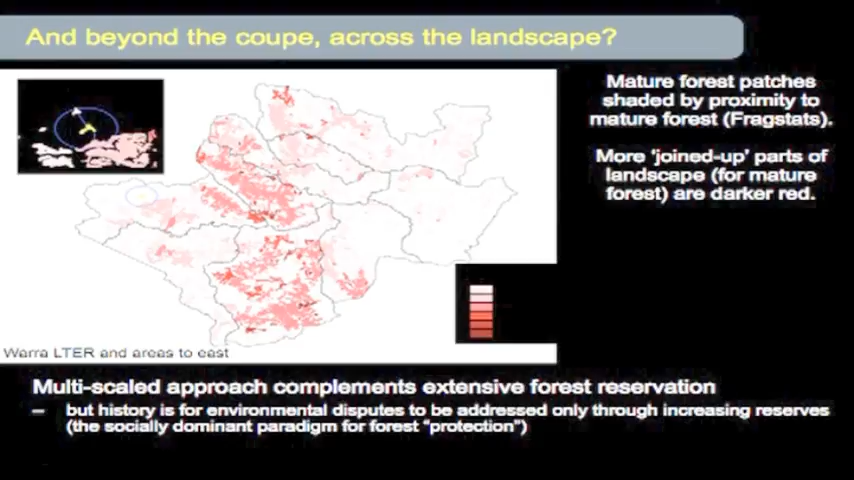 And beyond the coupe, across the landscape?
Mature forest patches
shaded by proximity to
mature forest (Fragstats).
More 'joined-up' parts of
landscape (for mature
forest) are darker red.
Warra LTER and areas to east
Multi-scaled approach complements extensive forest reservation
– but history is for environmental disputes to be addressed only through increasing reserves
(the socially dominant paradigm for forest "protection")